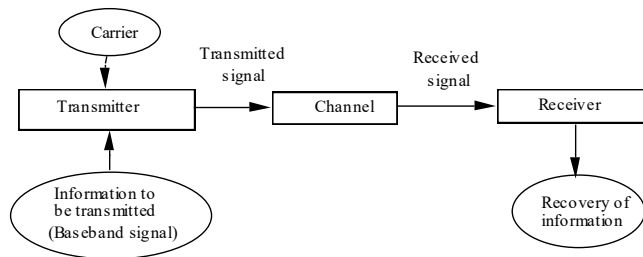 Carrier
Transmitted
signal
Received
signal
Transmitter
Channel
Receiver
Information to
be transmitted
(Baseband signal)
Recovery of
information